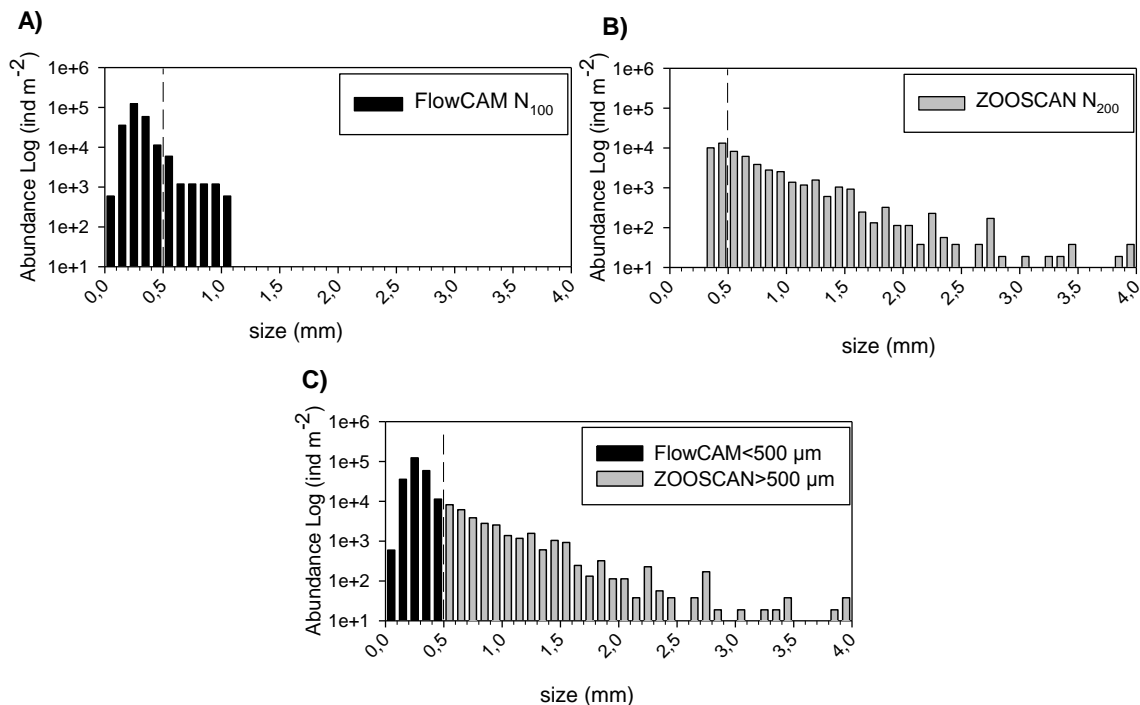 A)
Abundance Log (ind m-2)
1e+6
1e+5
1e+4
1e+3
1e+2
1e+1
FlowCAM N100
0,0 0,5 1,0 1,5 2,0 2,5 3,0 3,5 4,0
size (mm)
B)
Abundance Log (ind m-2)
1e+6
1e+5
1e+4
1e+3
1e+2
1e+1
ZOOSCAN N200
0,0 0,5 1,0 1,5 2,0 2,5 3,0 3,5 4,0
size (mm)
C)
Abundance Log (ind m-2)
1e+6
1e+5
1e+4
1e+3
1e+2
1e+1
FlowCAM<500 µm
ZOOSCAN>500 µm
0,0 0,5 1,0 1,5 2,0 2,5 3,0 3,5 4,0
size (mm)